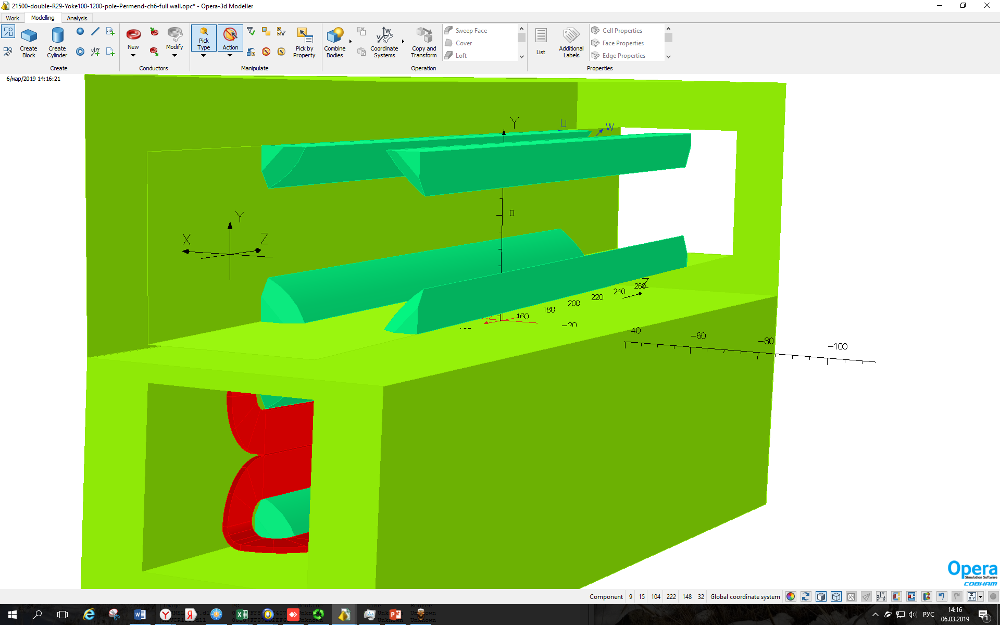 21500-double-R29-Yoke100-1200-pole-Permend-ch6-full wall.opc* - Opera-3d Modeller
Work Modelling Analysis
Create Block
Create Cylinder
Create
New
Modify
Conductors
Pick Type
Action
Pick by Property
Manipulate
Combine Bodies
Coordinate Systems
Copy and Transform
Sweep Face
Cover
Loft
Operation
List
Additional Labels
Cell Properties
Face Properties
Edge Properties
Properties
6/мар/2019 14:16:21
Y
U
W
0
Y
X
Z
Z
260
240
220
200
180
160
-20
-40
-60
-80
-100
Opera
Simulation Software
COBHAM
Component 9 15 104 222 148 32 Global coordinate system
РУС
14:16
06.03.2019